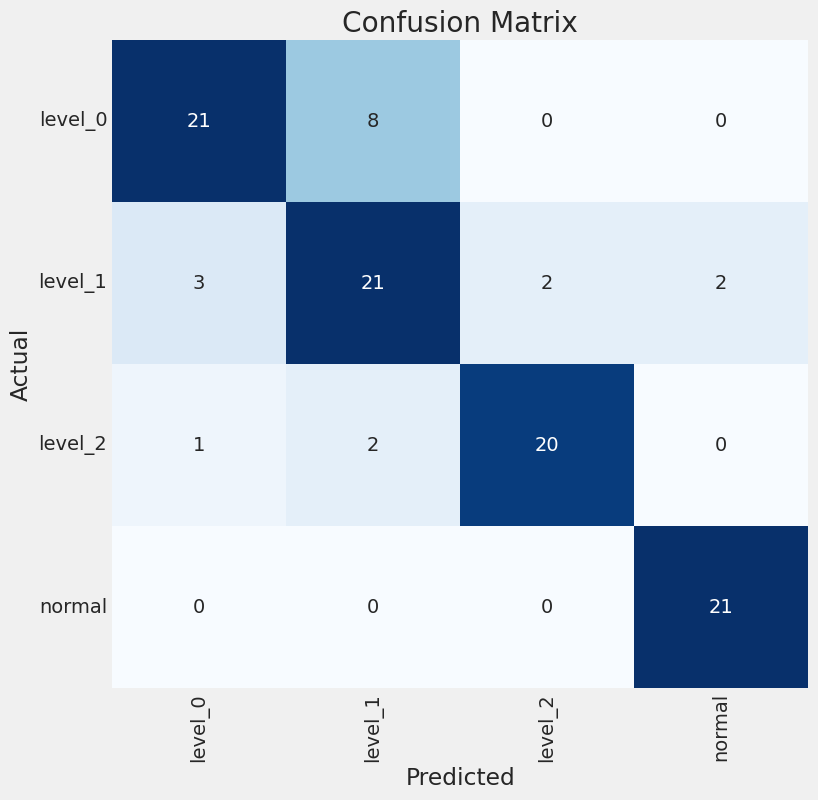 Confusion Matrix
level_0 21 8 0 0
level_1 3 21 2 2
level_2 1 2 20 0
normal 0 0 0 21
level_0 level_1 level_2 normal
Actual
Predicted